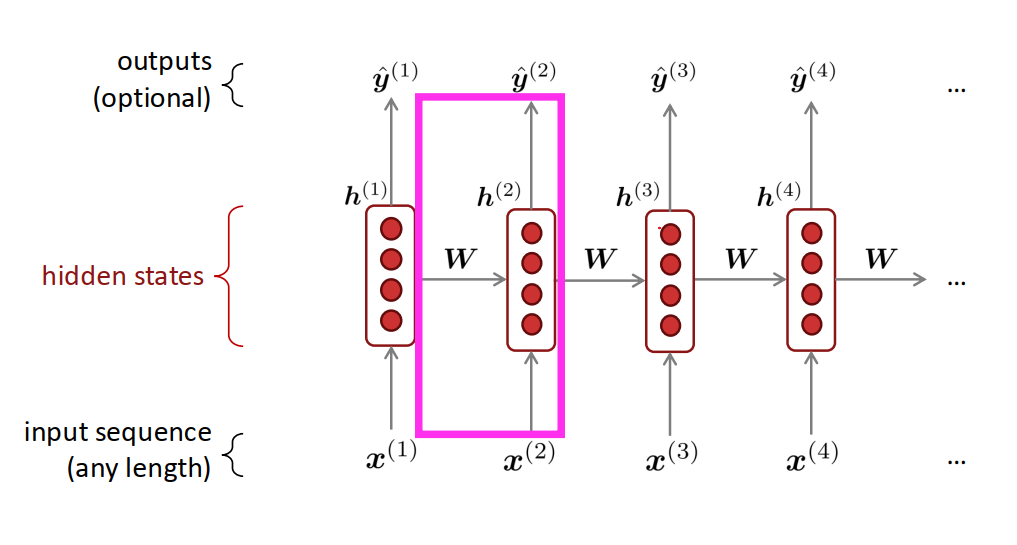 outputs
(optional)
ŷ⁽¹⁾ ŷ⁽²⁾ ŷ⁽³⁾ ŷ⁽⁴⁾ ...
h⁽¹⁾ h⁽²⁾ h⁽³⁾ h⁽⁴⁾
hidden states
W W W W ...
input sequence
(any length)
x⁽¹⁾ x⁽²⁾ x⁽³⁾ x⁽⁴⁾ ...